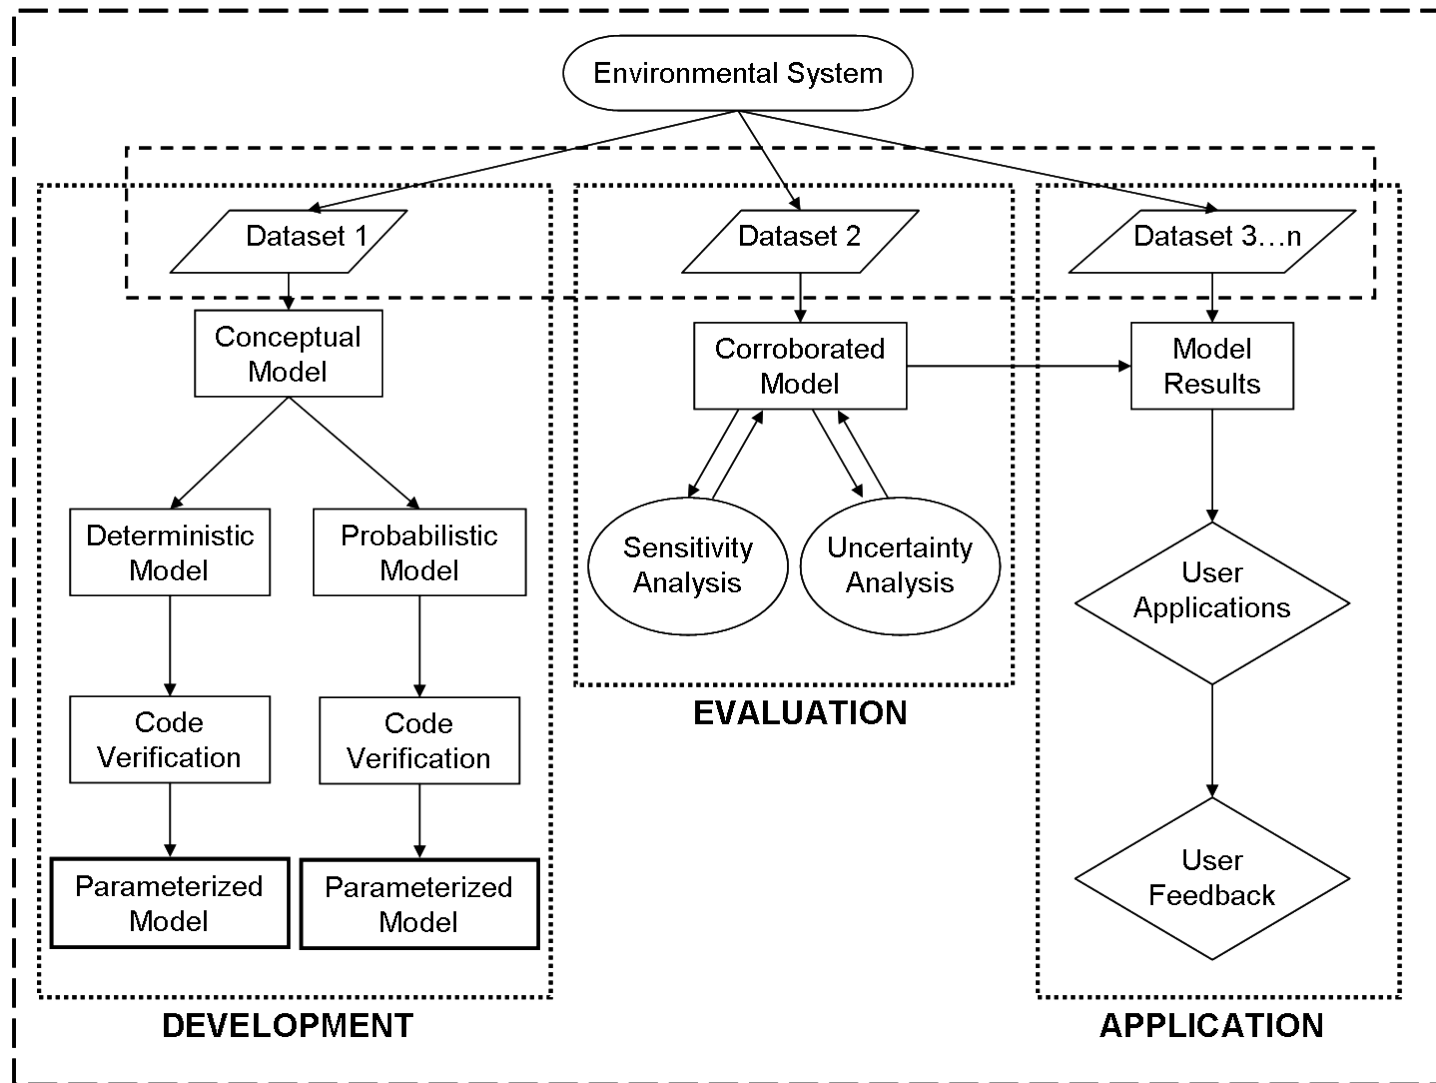 Environmental System
Dataset 1
Dataset 2
Dataset 3...n
Conceptual
Model
Corroborated
Model
Model
Results
Deterministic
Model
Probabilistic
Model
Sensitivity
Analysis
Uncertainty
Analysis
User
Applications
Code
Verification
Code
Verification
EVALUATION
Parameterized
Model
Parameterized
Model
User
Feedback
DEVELOPMENT
APPLICATION